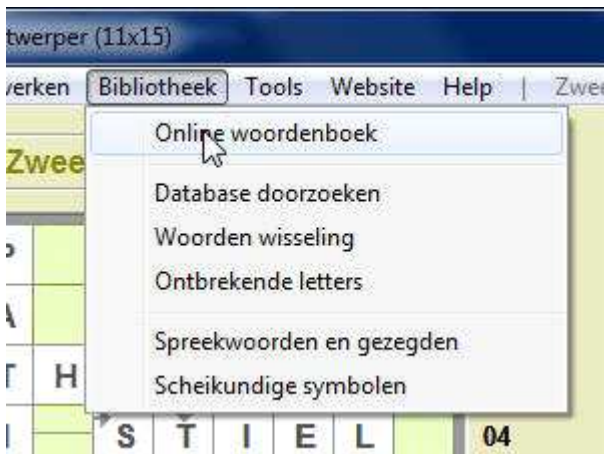 twerper (11x15)
werken Bibliotheek Tools Website Help | Zwee
Online woordenboek
Zwee
Database doorzoeken
Woorden wisseling
Ontbrekende letters
Spreekwoorden en gezegden
T H
Scheikundige symbolen
S T I E L 04